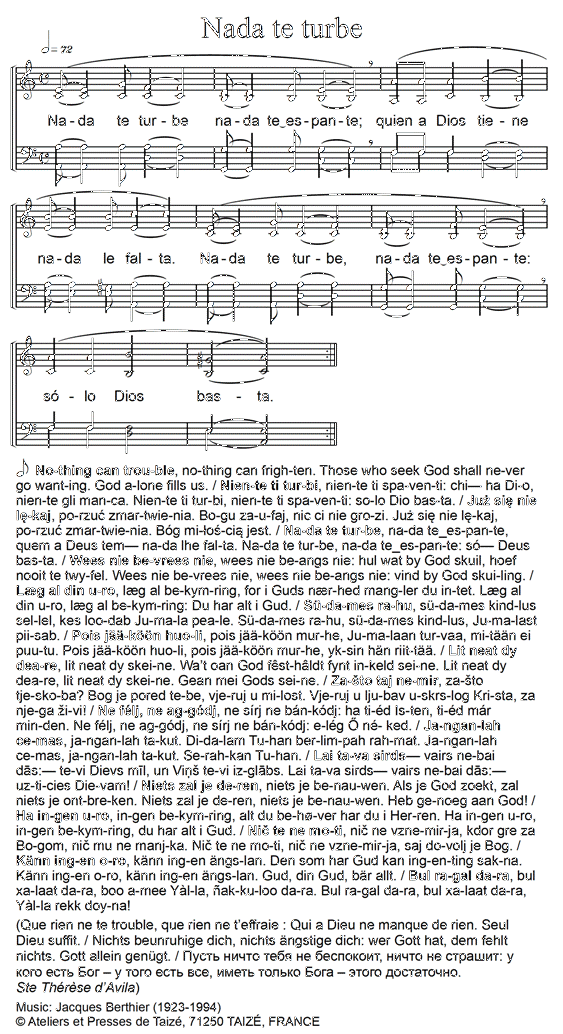 Nada te turbe
= 72
Na-da te tur-be na-da te‿es-pan-te; quien a Dios tie-ne
na-da le fal-ta. Na-da te tur-be, na-da te‿es-pan-te:
só - lo Dios bas - ta.
No-thing can trou-ble, no-thing can frigh-ten. Those who seek God shall ne-ver
go want-ing. God a-lone fills us. / Nien-te ti tur-bi, nien-te ti spa-ven-ti: chi— ha Di-o,
nien-te gli man-ca. Nien-te ti tur-bi, nien-te ti spa-ven-ti: so-lo Dio bas-ta. / Już się nie
lę-kaj, po-rzuć zmar-twie-nia. Bo-gu za-u-faj, nic ci nie gro-zi. Już się nie lę-kaj,
po-rzuć zmar-twie-nia. Bóg mi-łoś-cią jest. / Na-da te tur-be, na-da te‿es-pan-te,
quem a Deus tem— na-da lhe fal-ta. Na-da te tur-be, na-da te‿es-pan-te: só— Deus
bas-ta. / Wees nie be-vrees nie, wees nie be-angs nie: hul wat by God skuil, hoef
nooit te twy-fel. Wees nie be-vrees nie, wees nie be-angs nie: vind by God skui-ling. /
Læg al din u-ro, læg al be-kym-ring, for i Guds nær-hed mang-ler du in-tet. Læg al
din u-ro, læg al be-kym-ring: Du har alt i Gud. / Sü-da-mes ra-hu, sü-da-mes kind-lus
sel-lel, kes loo-dab Ju-ma-la pea-le. Sü-da-mes ra-hu, sü-da-mes kind-lus, Ju-ma-last
pii-sab. / Pois jää-köön huo-li, pois jää-köön mur-he, Ju-ma-laan tur-vaa, mi-tään ei
puu-tu. Pois jää-köön huo-li, pois jää-köön mur-he, yk-sin hän riit-tää. / Lit neat dy
dea-re, lit neat dy skei-ne. Wa't oan God fêst-hâldt fynt in-keld sei-ne. Lit neat dy
dea-re, lit neat dy skei-ne. Gean mei Gods sei-ne. / Za-što taj ne-mir, za-što
tje-sko-ba? Bog je pored te-be, vje-ruj u mi-lost. Vje-ruj u lju-bav u-skrs-log Kri-sta, za
nje-ga ži-vi! / Ne félj, ne ag-gódj, ne sírj ne bán-kódj: ha ti-éd is-ten, ti-éd már
min-den. Ne félj, ne ag-gódj, ne sírj ne bán-kódj: e-lég Ő né- ked. / Ja-ngan-lah
ce-mas, ja-ngan-lah ta-kut. Di-da-lam Tu-han ber-lim-pah rah-mat. Ja-ngan-lah
ce-mas, ja-ngan-lah ta-kut. Se-rah-kan Tu-han. / Lai ta-va sirds— vairs ne-bai
dās:— te-vi Dievs mīl, un Viņš te-vi iz-glābs. Lai ta-va sirds— vairs ne-bai dās:—
uz-ti-cies Die-vam! / Niets zal je de-ren, niets je be-nau-wen. Als je God zoekt, zal
niets je ont-bre-ken. Niets zal je de-ren, niets je be-nau-wen. Heb ge-noeg aan God! /
Ha in-gen u-ro, in-gen be-kym-ring, alt du be-hø-ver har du i Her-ren. Ha in-gen u-ro,
in-gen be-kym-ring, du har alt i Gud. / Nič te ne mo-ti, nič ne vzne-mir-ja, kdor gre za
Bo-gom, nič mu ne manj-ka. Nič te ne mo-ti, nič ne vzne-mir-ja, saj do-volj je Bog. /
Känn ing-en o-ro, känn ing-en ängs-lan. Den som har Gud kan ing-en-ting sak-na.
Känn ing-en o-ro, känn ing-en ängs-lan. Gud, din Gud, bär allt. / Bul ra-gal da-ra, bul
xa-laat da-ra, boo a-mee Yàl-la, ñak-ku-loo da-ra. Bul ra-gal da-ra, bul xa-laat da-ra,
Yàl-la rekk doy-na!
(Que rien ne te trouble, que rien ne t'effraie : Qui a Dieu ne manque de rien. Seul
Dieu suffit. / Nichts beunruhige dich, nichts ängstige dich: wer Gott hat, dem fehlt
nichts. Gott allein genügt. / Пусть ничто тебя не беспокоит, ничто не страшит: у
кого есть Бог – у того есть все, иметь только Бога – этого достаточно.
Ste Thérèse d'Avila)
Music: Jacques Berthier (1923-1994)
© Ateliers et Presses de Taizé, 71250 TAIZÉ, FRANCE